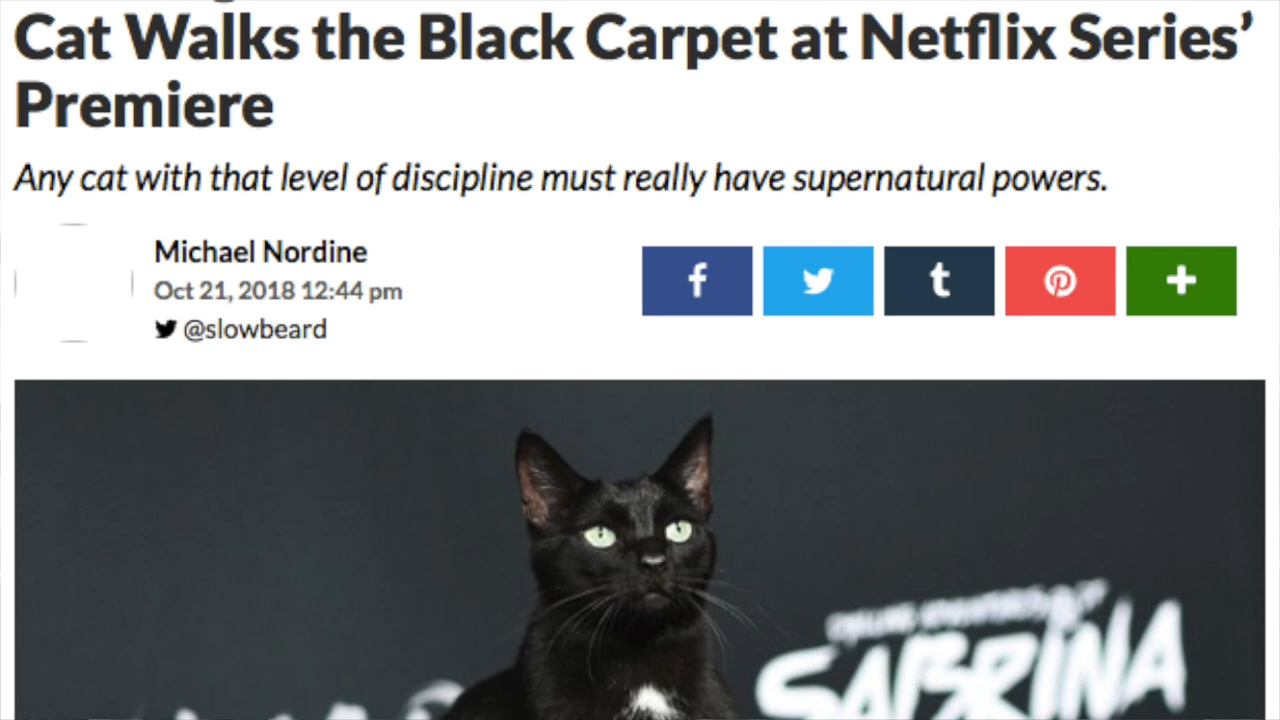 Cat Walks the Black Carpet at Netflix Series’
Premiere
Any cat with that level of discipline must really have supernatural powers.
Michael Nordine
Oct 21, 2018 12:44 pm
@slowbeard
SABRINA